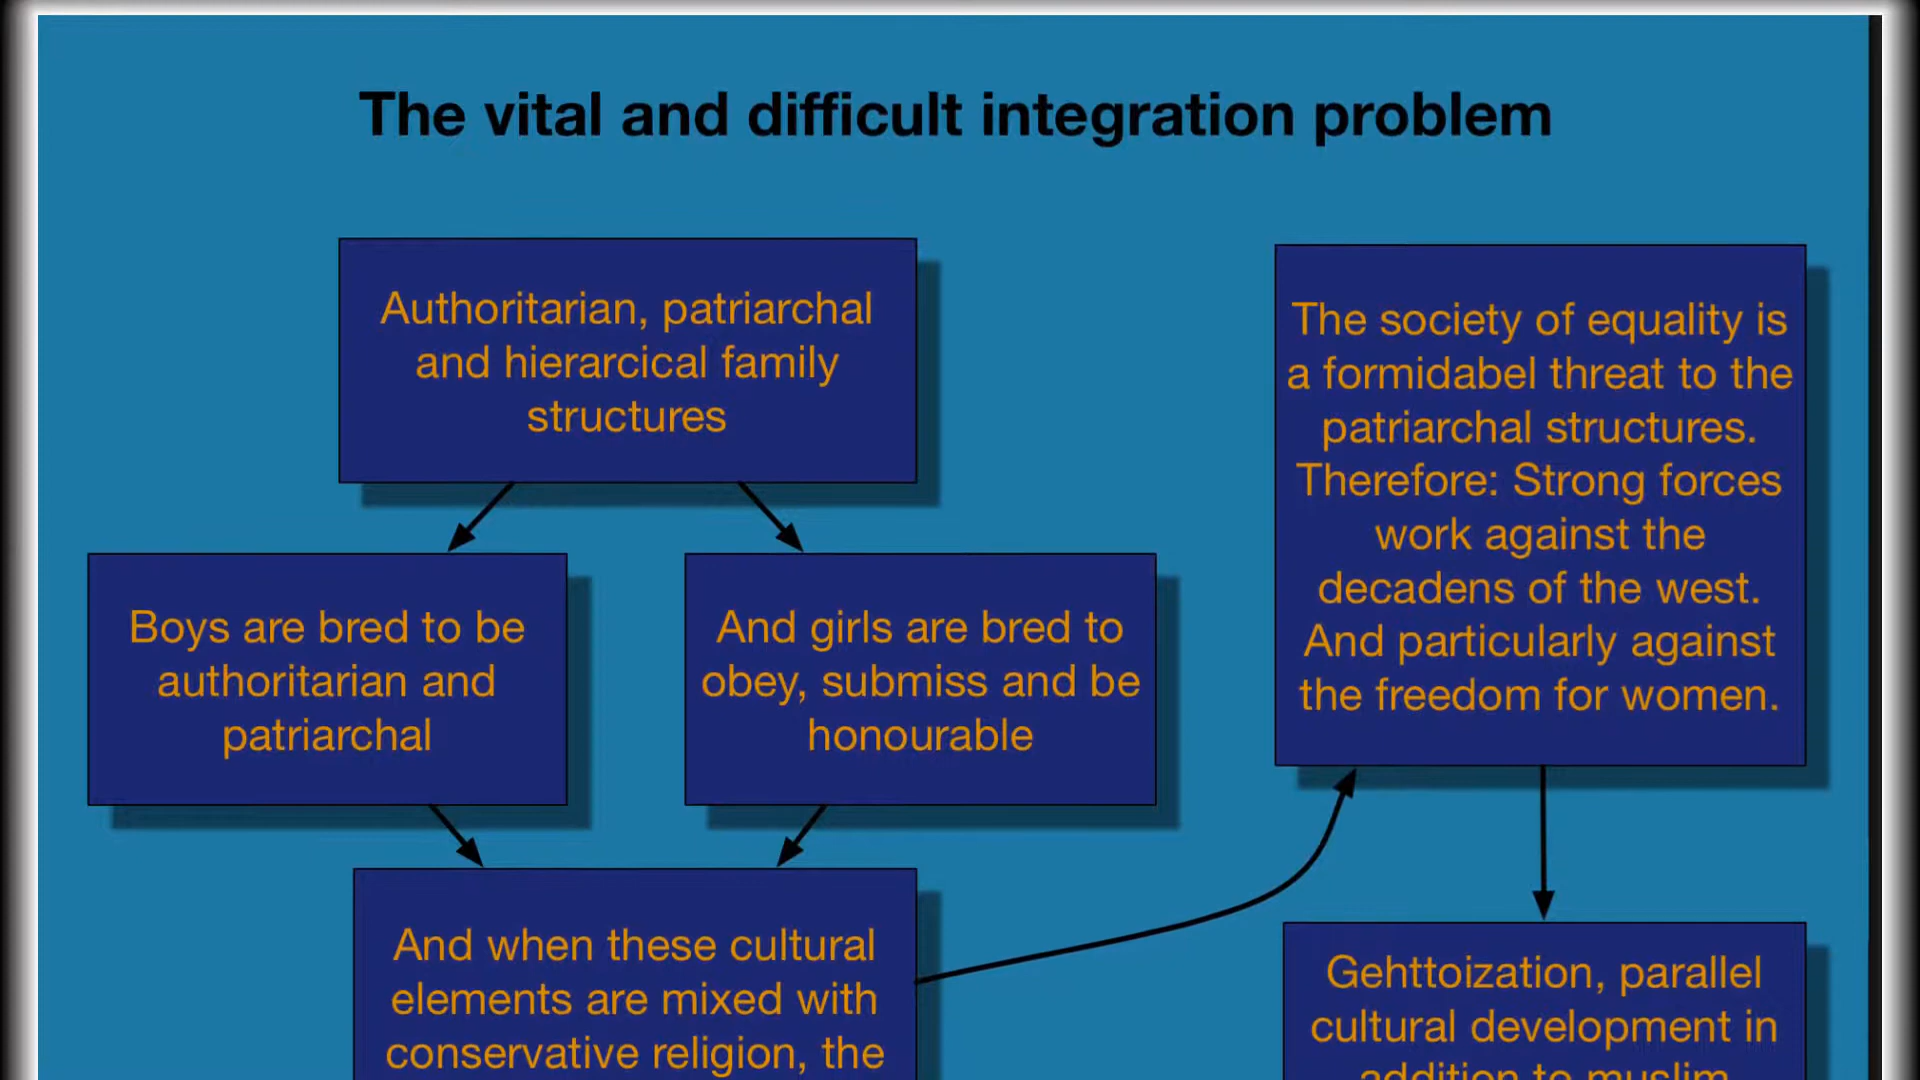 The vital and difficult integration problem
Authoritarian, patriarchal
and hierarcical family
structures
Boys are bred to be
authoritarian and
patriarchal
And girls are bred to
obey, submiss and be
honourable
And when these cultural
elements are mixed with
conservative religion, the
The society of equality is
a formidabel threat to the
patriarchal structures.
Therefore: Strong forces
work against the
decadens of the west.
And particularly against
the freedom for women.
Gehttoization, parallel
cultural development in
addition to muslim